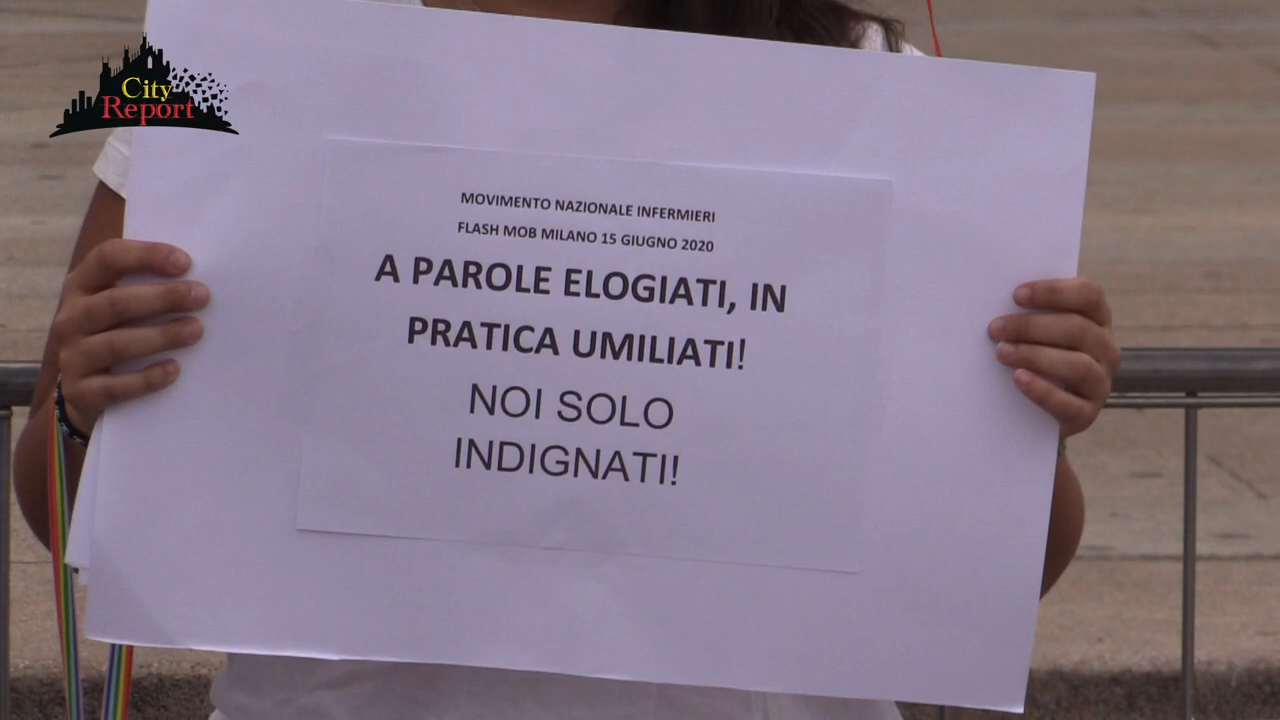 City
Report
MOVIMENTO NAZIONALE INFERMIERI
FLASH MOB MILANO 15 GIUGNO 2020
A PAROLE ELOGIATI, IN
PRATICA UMILIATI!
NOI SOLO
INDIGNATI!